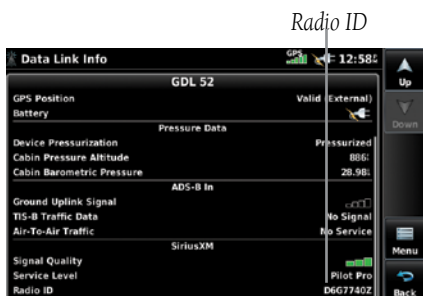 Radio ID
Data Link Info GPS 12:58
Up
GDL 52
GPS Position Valid (External)
Battery
Down
Pressure Data
Device Pressurization Pressurized
Cabin Pressure Altitude 886
Cabin Barometric Pressure 28.98
ADS-B In
Ground Uplink Signal
TIS-B Traffic Data No Signal
Air-To-Air Traffic No Service
Menu
SiriusXM
Signal Quality
Service Level Pilot Pro
Radio ID D6G7740Z
Back